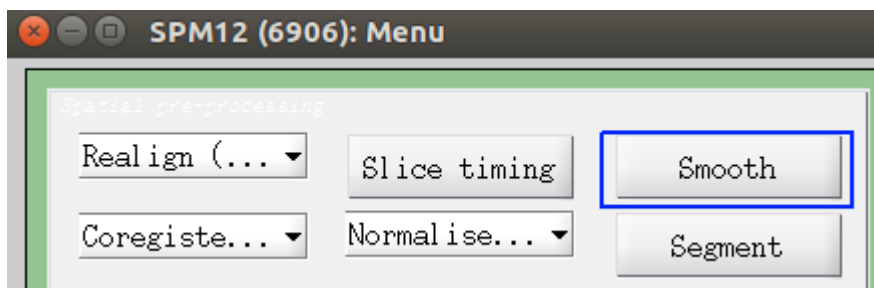 SPM12 (6906): Menu
Spatial pre-processing
Realign (... Slice timing Smooth
Coregiste... Normalise... Segment